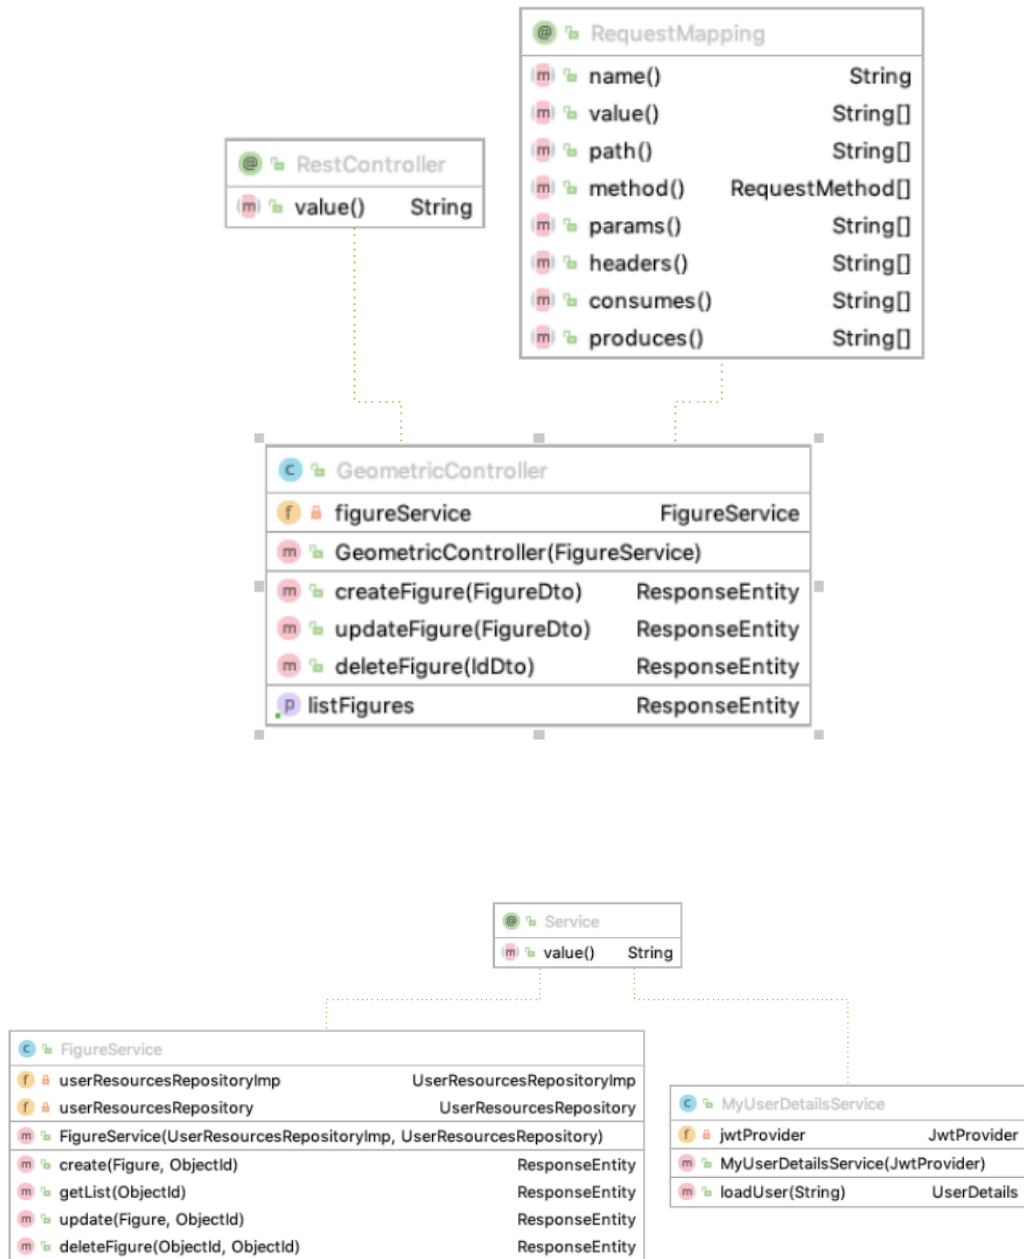 @ RequestMapping
m name() String
m value() String[]
m path() String[]
m method() RequestMethod[]
m params() String[]
m headers() String[]
m consumes() String[]
m produces() String[]
@ RestController
m value() String
C GeometricController
f figureService FigureService
m GeometricController(FigureService)
m createFigure(FigureDto) ResponseEntity
m updateFigure(FigureDto) ResponseEntity
m deleteFigure(IdDto) ResponseEntity
p listFigures ResponseEntity
@ Service
m value() String
C FigureService
f userResourcesRepositoryImp UserResourcesRepositoryImp
f userResourcesRepository UserResourcesRepository
m FigureService(UserResourcesRepositoryImp, UserResourcesRepository)
m create(Figure, ObjectId) ResponseEntity
m getList(ObjectId) ResponseEntity
m update(Figure, ObjectId) ResponseEntity
m deleteFigure(ObjectId, ObjectId) ResponseEntity
C MyUserDetailsService
f jwtProvider JwtProvider
m MyUserDetailsService(JwtProvider)
m loadUser(String) UserDetails